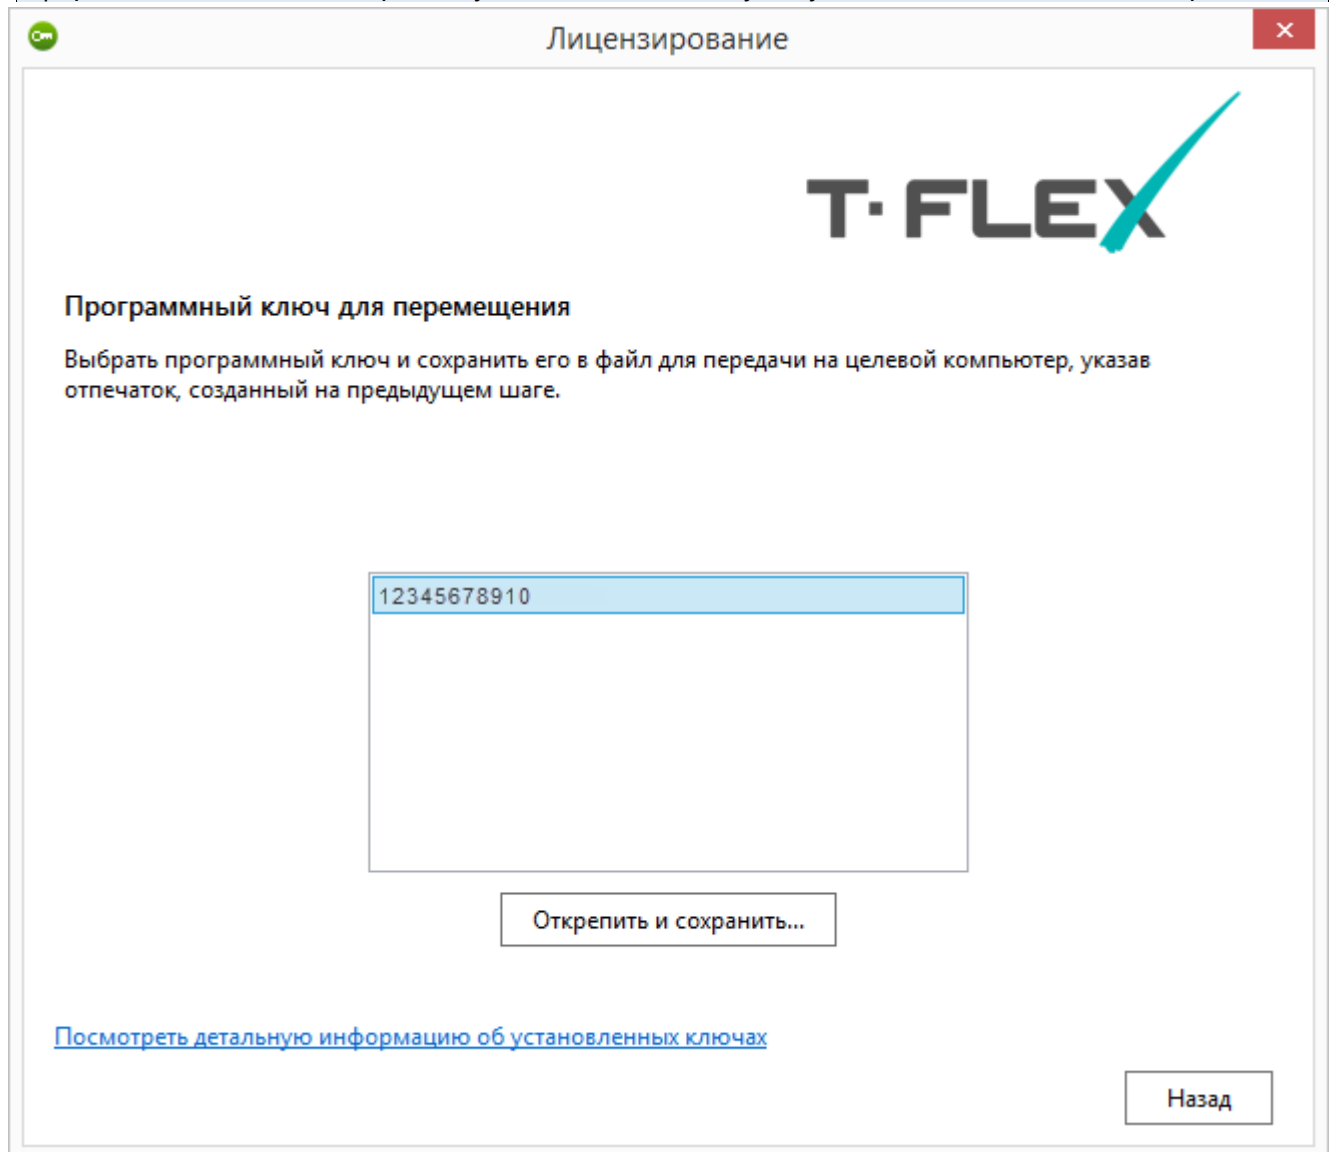 Лицензирование
T·FLEX
Программный ключ для перемещения
Выбрать программный ключ и сохранить его в файл для передачи на целевой компьютер, указав
отпечаток, созданный на предыдущем шаге.
12345678910
Открепить и сохранить...
Посмотреть детальную информацию об установленных ключах
Назад